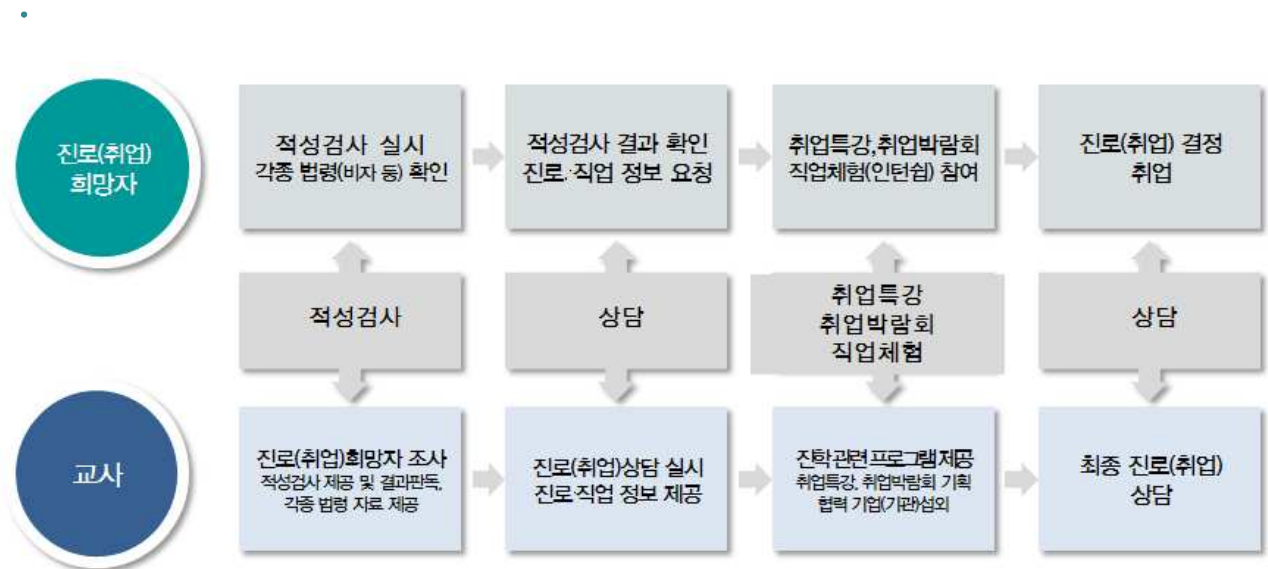 진로(취업)
희망자
적성검사 실시
각종 법령(비자 등) 확인
적성검사 결과 확인
진로·직업 정보 요청
취업특강,취업박람회
직업체험(인턴쉽) 참여
진로(취업) 결정
취업
적성검사
상담
취업특강
취업박람회
직업체험
상담
교사
진로(취업)희망자 조사
적성검사 제공 및 결과판독,
각종 법령 자료 제공
진로(취업)상담 실시
진로·직업 정보 제공
진학관련프로그램제공
취업특강, 취업박람회 기획
협력 기업(기관)섭외
최종 진로(취업)
상담